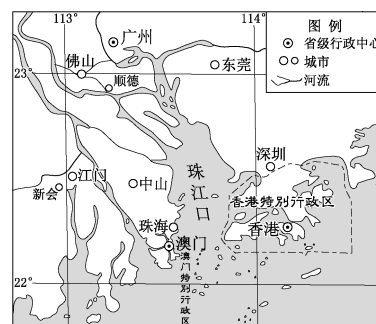 113°
114°
图 例
广州
省级行政中心
佛山
东莞
城市
23°
顺德
河流
深圳
江门
中山
珠江口
新会
香港特别行政区
珠海
香港
澳门
澳门特别行政区
22°